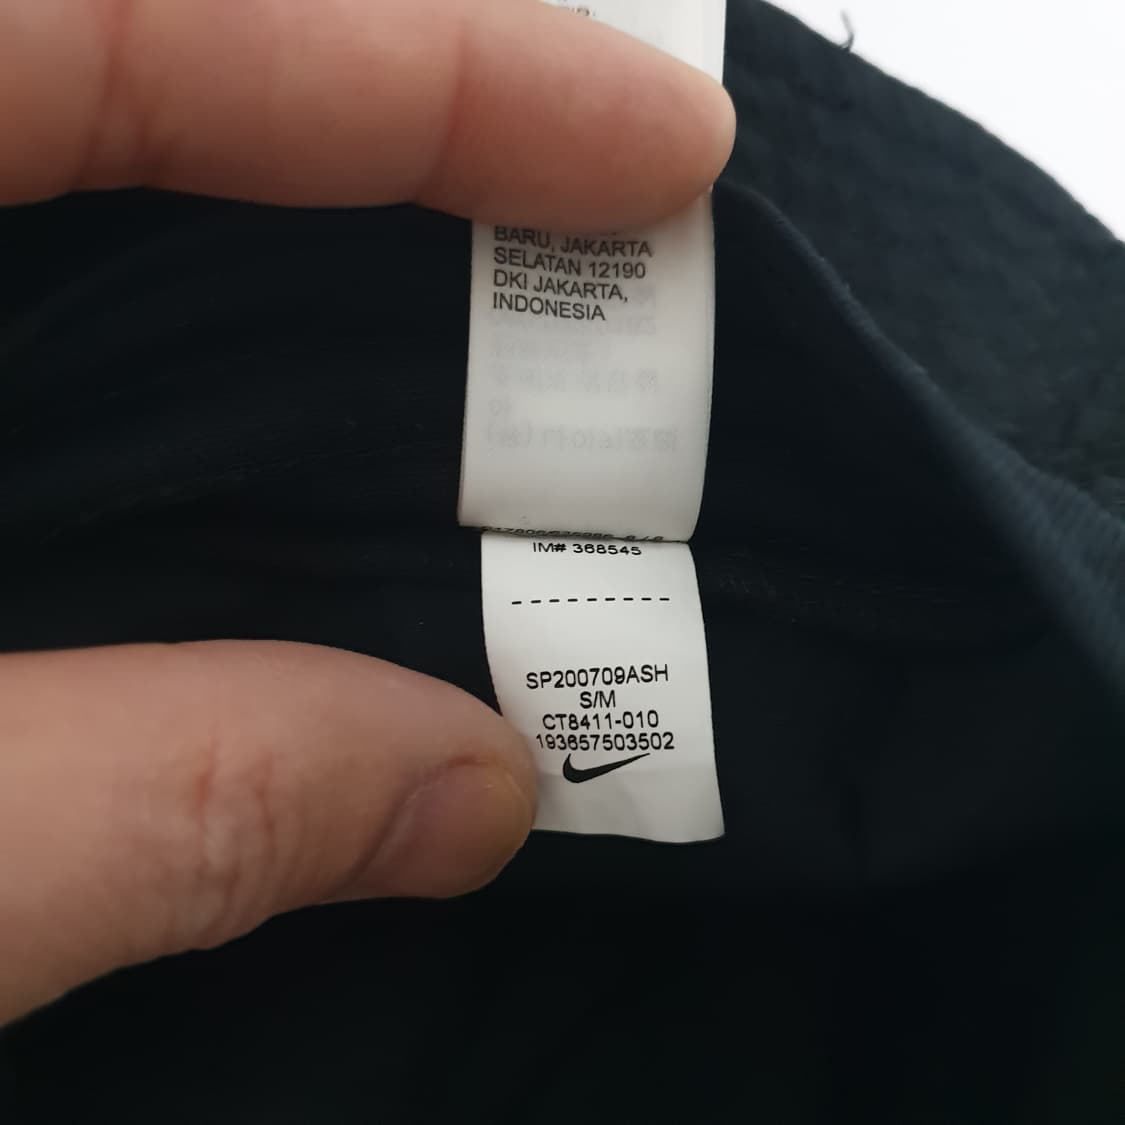 BARU, JAKARTA
SELATAN 12190
DKI JAKARTA,
INDONESIA
IM# 368545
---------
SP200709ASH
S/M
CT8411-010
193657503502